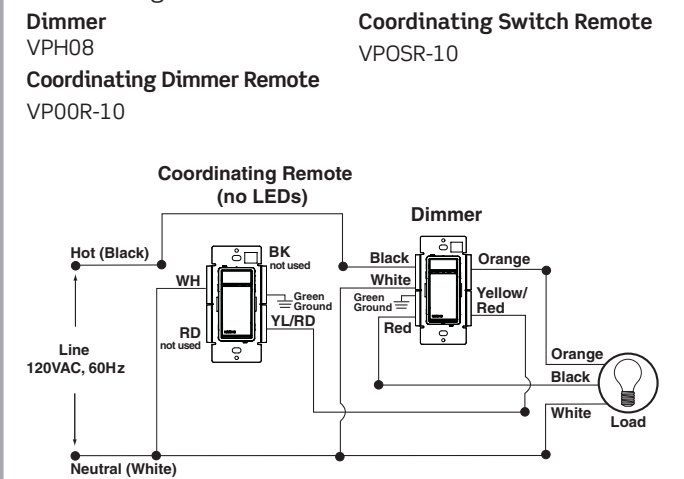 Dimmer
VPH08
Coordinating Switch Remote
VPOSR-10
Coordinating Dimmer Remote
VP00R-10
Coordinating Remote
(no LEDs)
Dimmer
Hot (Black)
BK
not used
WH
Green
Ground
YL/RD
RD
not used
Black
White
Green
Ground
Red
Orange
Yellow/
Red
Line
120VAC, 60Hz
Orange
Black
White
Load
Neutral (White)